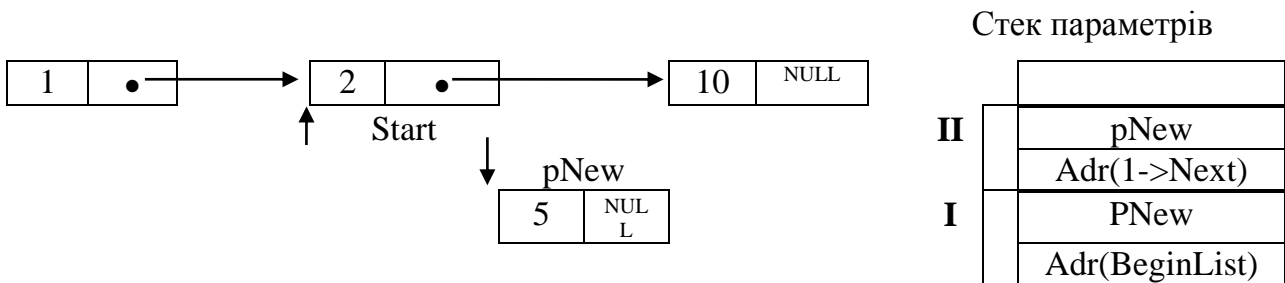 Стек параметрів
1 • 2 • 10 NULL
Start
II pNew
Adr(1->Next)
pNew
5 NUL
L
I PNew
Adr(BeginList)